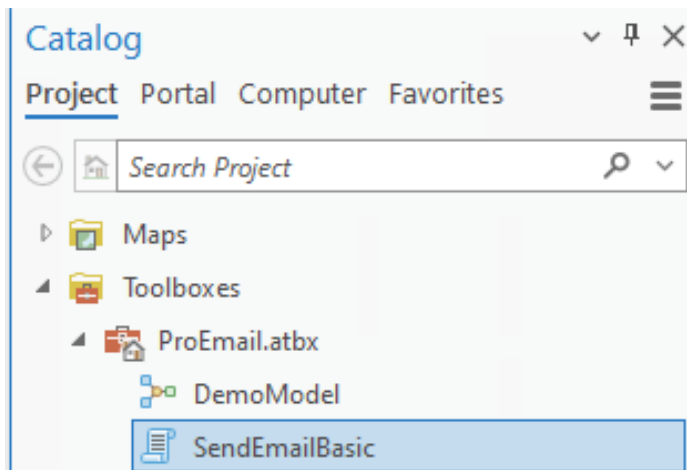 Catalog
Project Portal Computer Favorites
Search Project
Maps
Toolboxes
ProEmail.atbx
DemoModel
SendEmailBasic